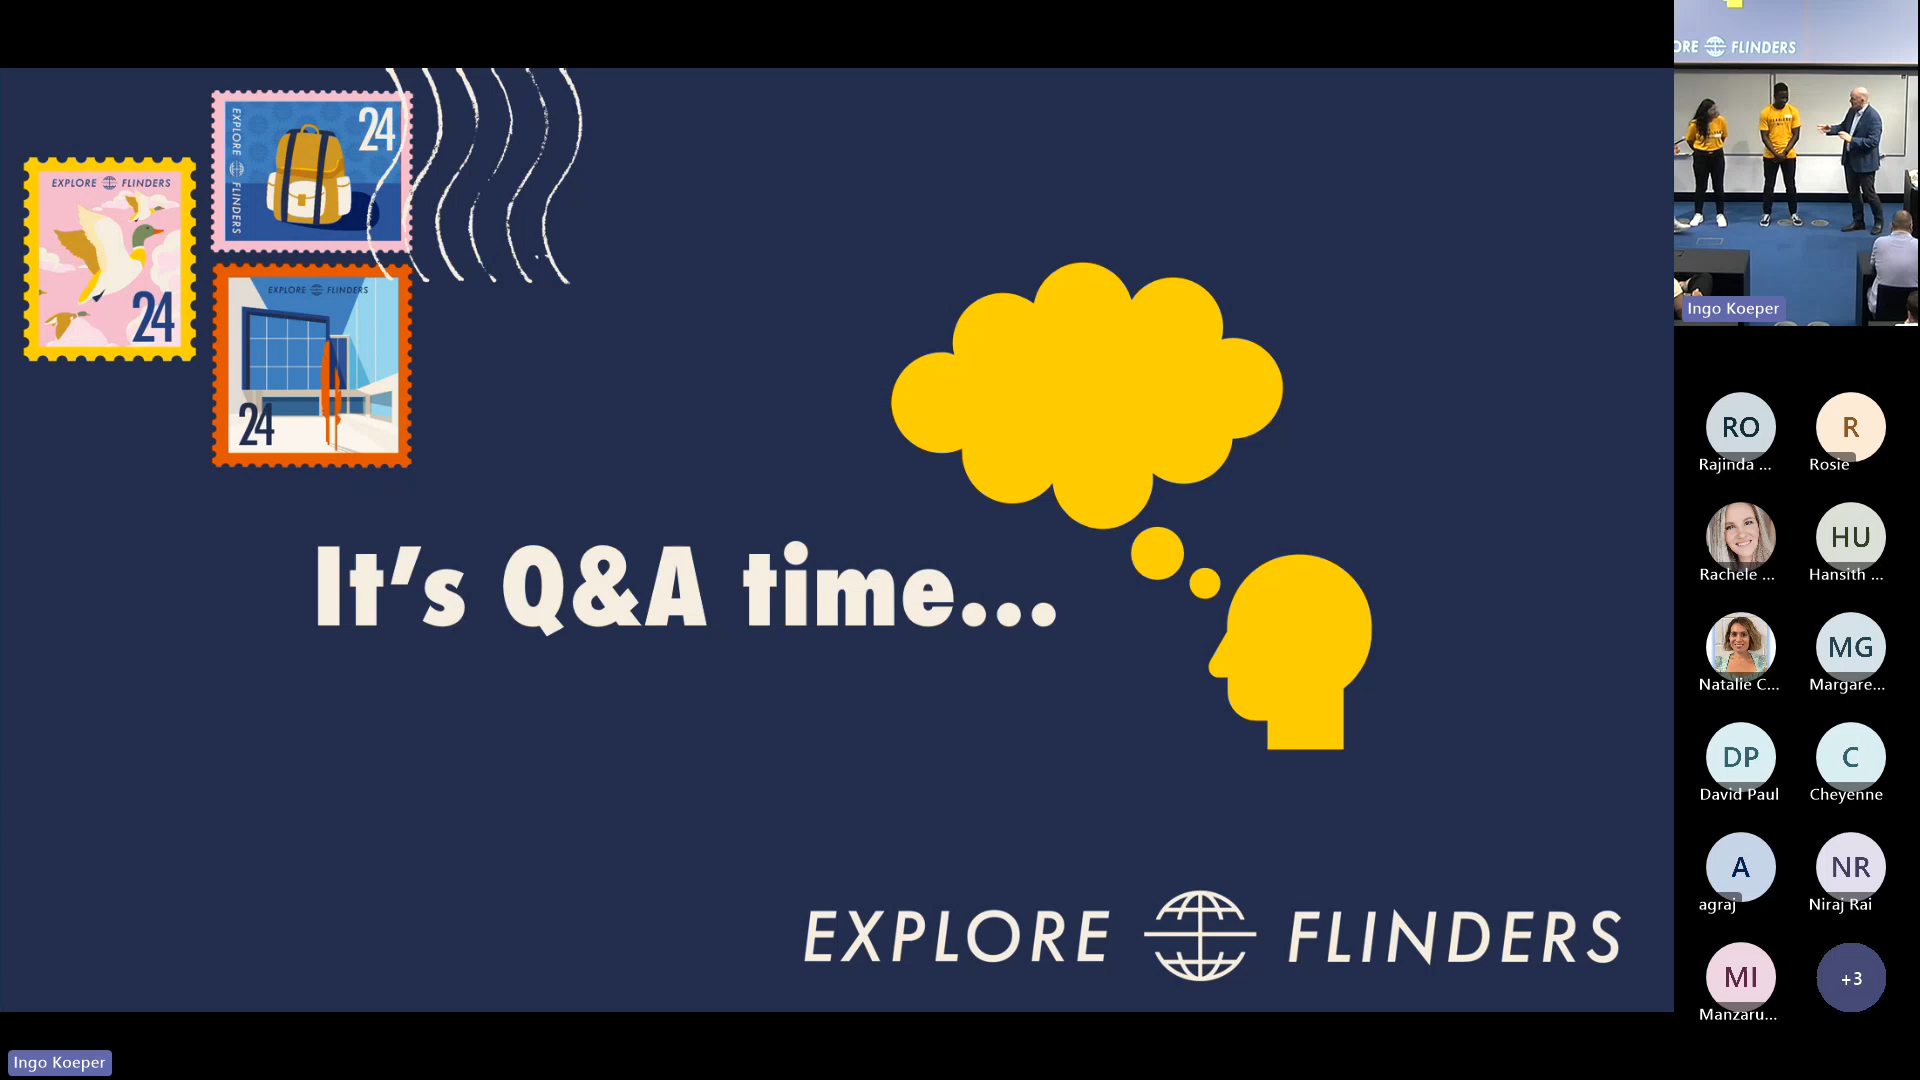 EXPLORE FLINDERS
24
EXPLORE FLINDERS
24
EXPLORE FLINDERS
24
It's Q&A time...
EXPLORE FLINDERS
ORE FLINDERS
Ingo Koeper
RO
Rajinda ...
R
Rosie
Rachele ...
HU
Hansith ...
Natalie C...
MG
Margare...
DP
David Paul
C
Cheyenne
A
agraj
NR
Niraj Rai
MI
Manzaru...
+3
Ingo Koeper